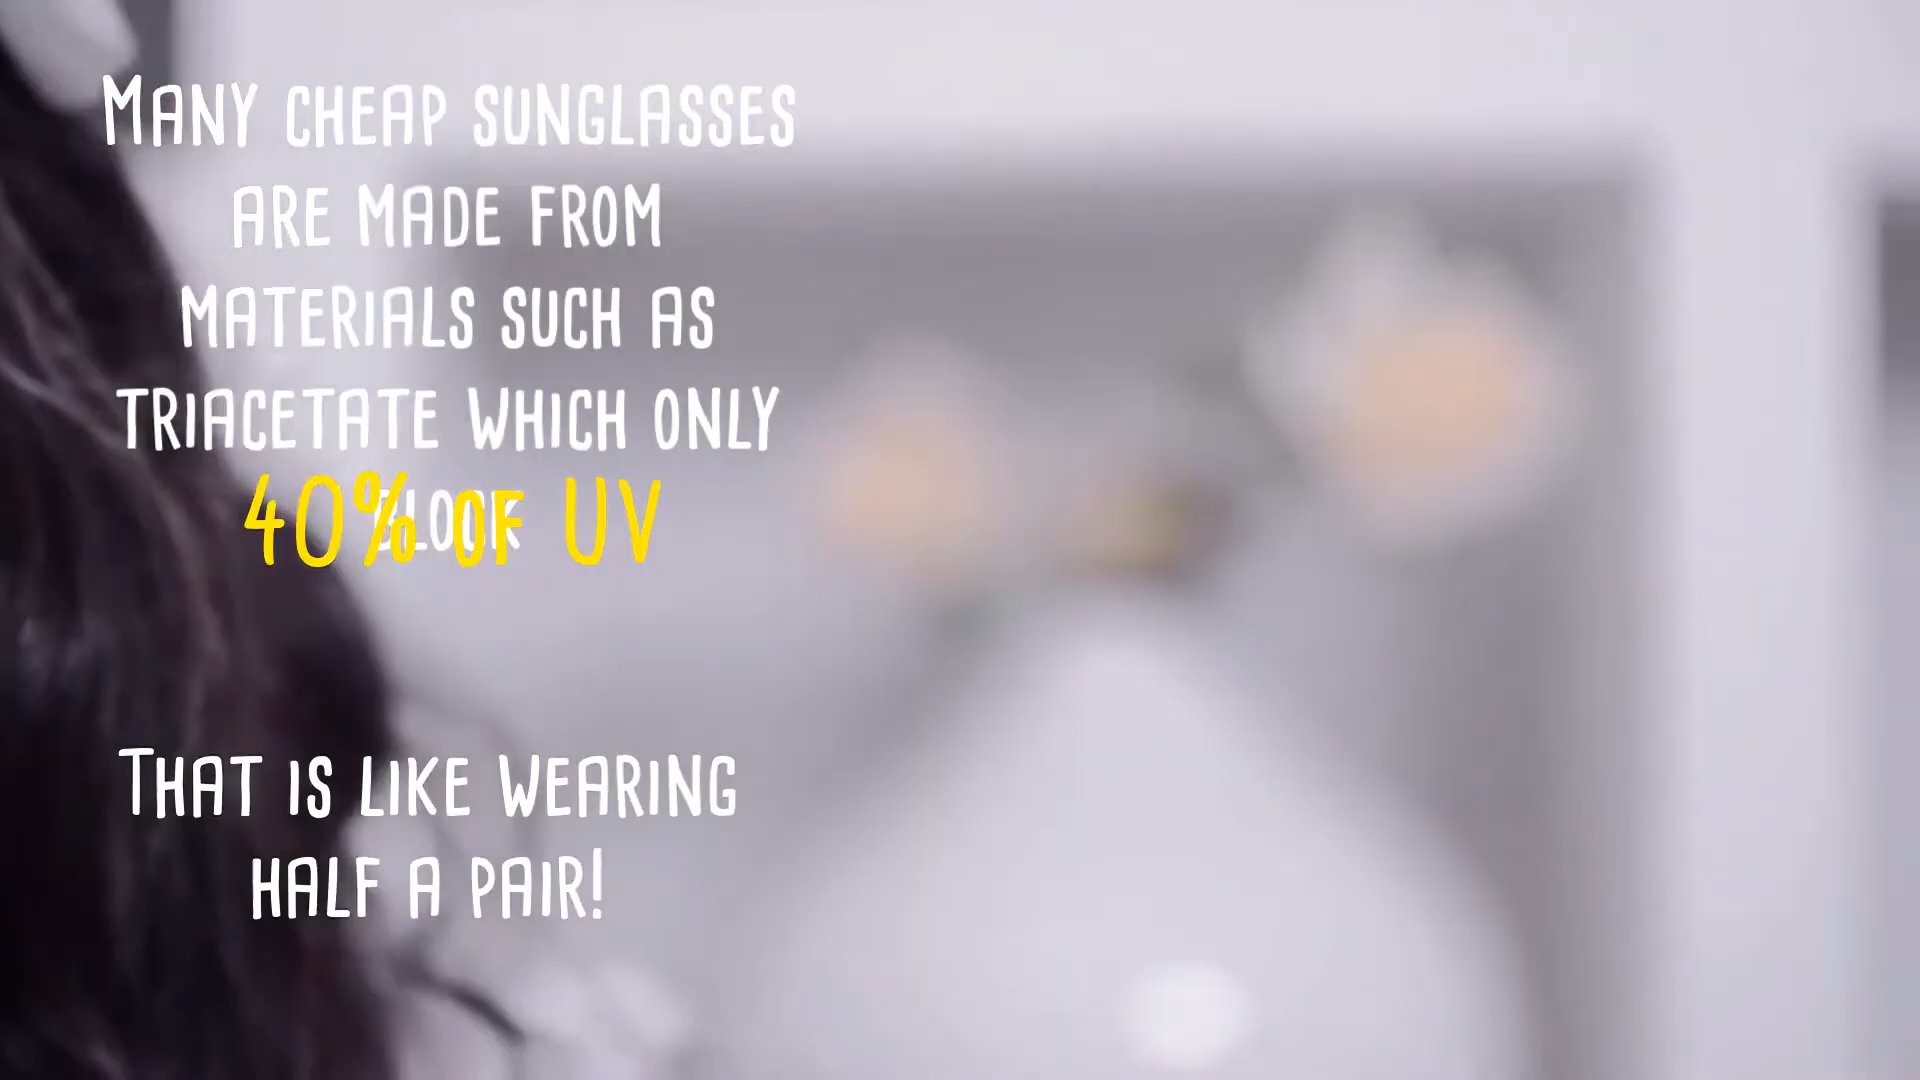 Many cheap sunglasses
are made from
materials such as
triacetate which only
block
40% of UV
That is like wearing
half a pair!